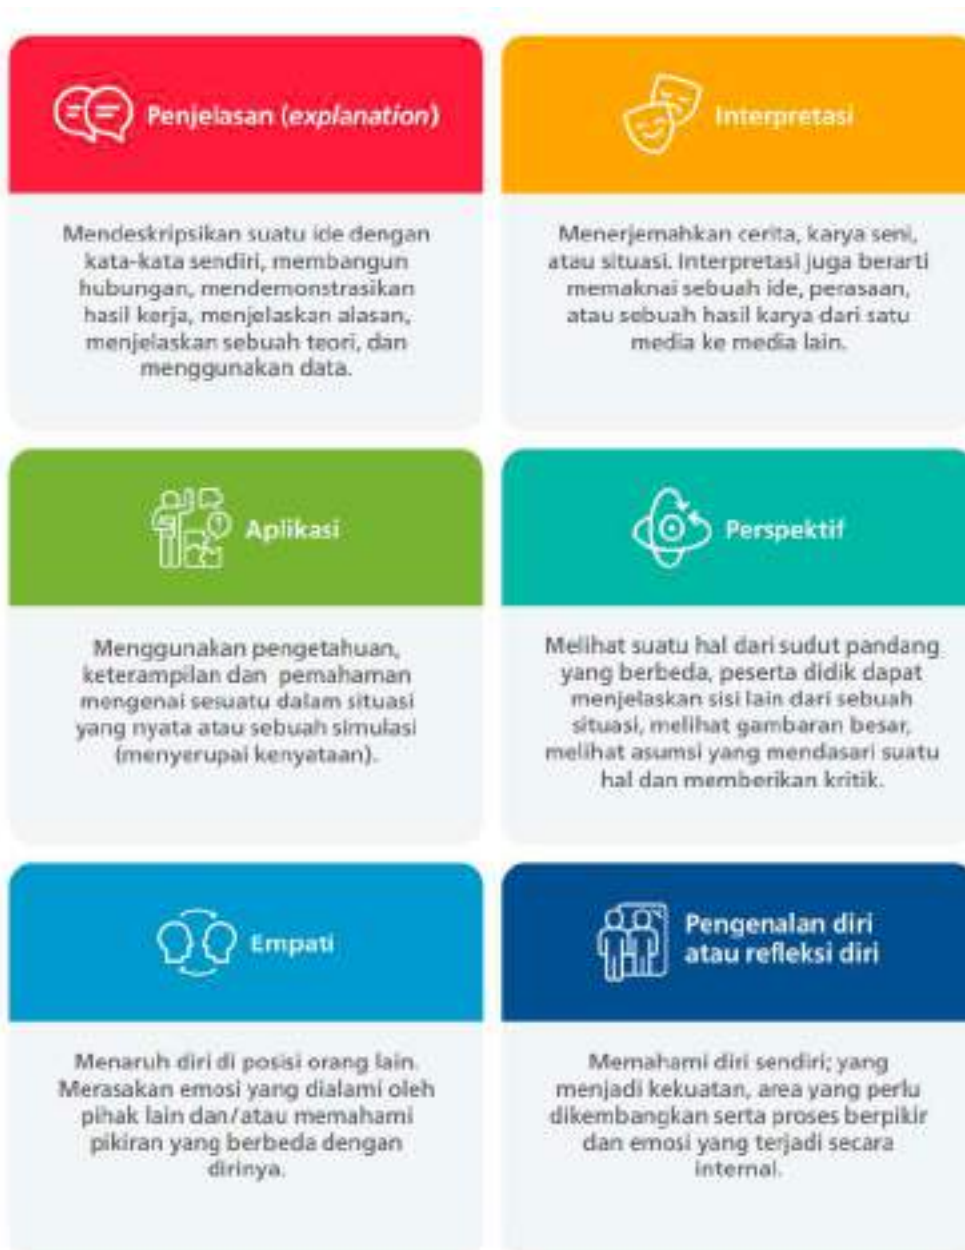 Penjelasan (explanation)
Mendeskripsikan suatu ide dengan
kata-kata sendiri, membangun
hubungan, mendemonstrasikan
hasil kerja, menjelaskan alasan,
menjelaskan sebuah teori, dan
menggunakan data.
Interpretasi
Menerjemahkan cerita, karya seni,
atau situasi. Interpretasi juga berarti
memaknai sebuah ide, perasaan,
atau sebuah hasil karya dari satu
media ke media lain.
Aplikasi
Menggunakan pengetahuan,
keterampilan dan pemahaman
mengenai sesuatu dalam situasi
yang nyata atau sebuah simulasi
(menyerupai kenyataan).
Perspektif
Melihat suatu hal dari sudut pandang
yang berbeda, peserta didik dapat
menjelaskan sisi lain dari sebuah
situasi, melihat gambaran besar,
melihat asumsi yang mendasari suatu
hal dan memberikan kritik.
Empati
Menaruh diri di posisi orang lain.
Merasakan emosi yang dialami oleh
pihak lain dan/atau memahami
pikiran yang berbeda dengan
dirinya.
Pengenalan diri
atau refleksi diri
Memahami diri sendiri; yang
menjadi kekuatan, area yang perlu
dikembangkan serta proses berpikir
dan emosi yang terjadi secara
internal.